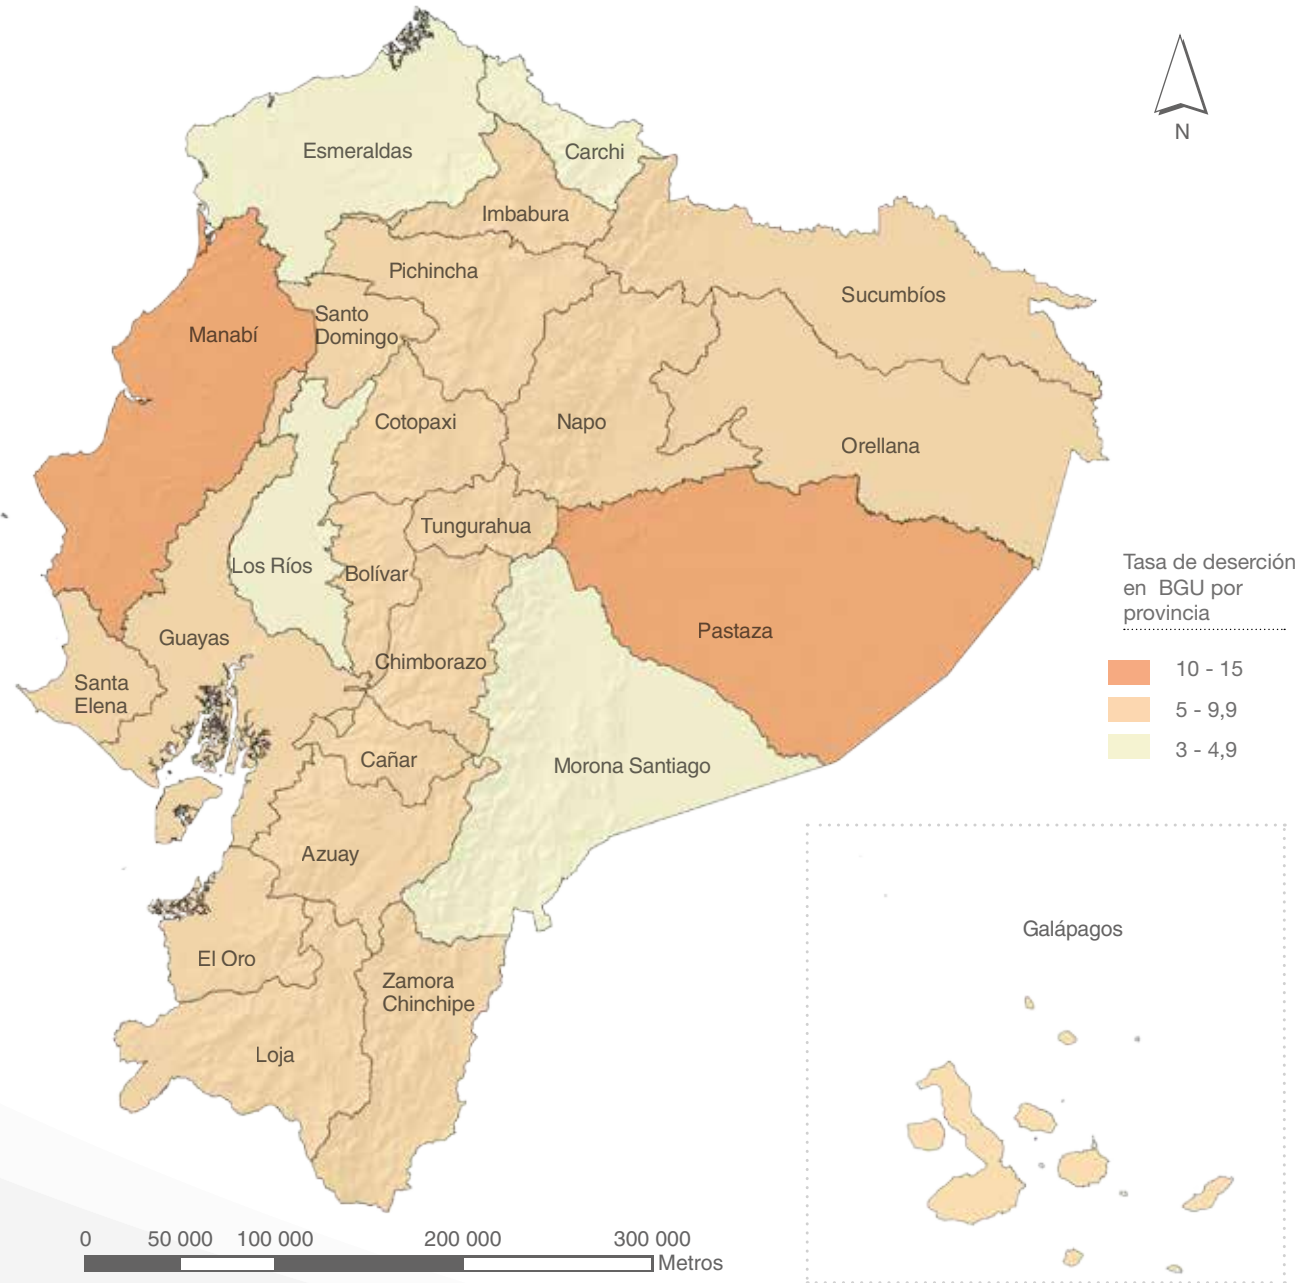 N
Esmeraldas
Carchi
Imbabura
Pichincha
Sucumbíos
Santo
Domingo
Manabí
Cotopaxi
Napo
Orellana
Tungurahua
Los Ríos
Bolívar
Pastaza
Guayas
Chimborazo
Santa
Elena
Cañar
Morona Santiago
Azuay
El Oro
Zamora
Chinchipe
Loja
Tasa de deserción
en BGU por
provincia
10 - 15
5 - 9,9
3 - 4,9
Galápagos
0 50 000 100 000 200 000 300 000
Metros